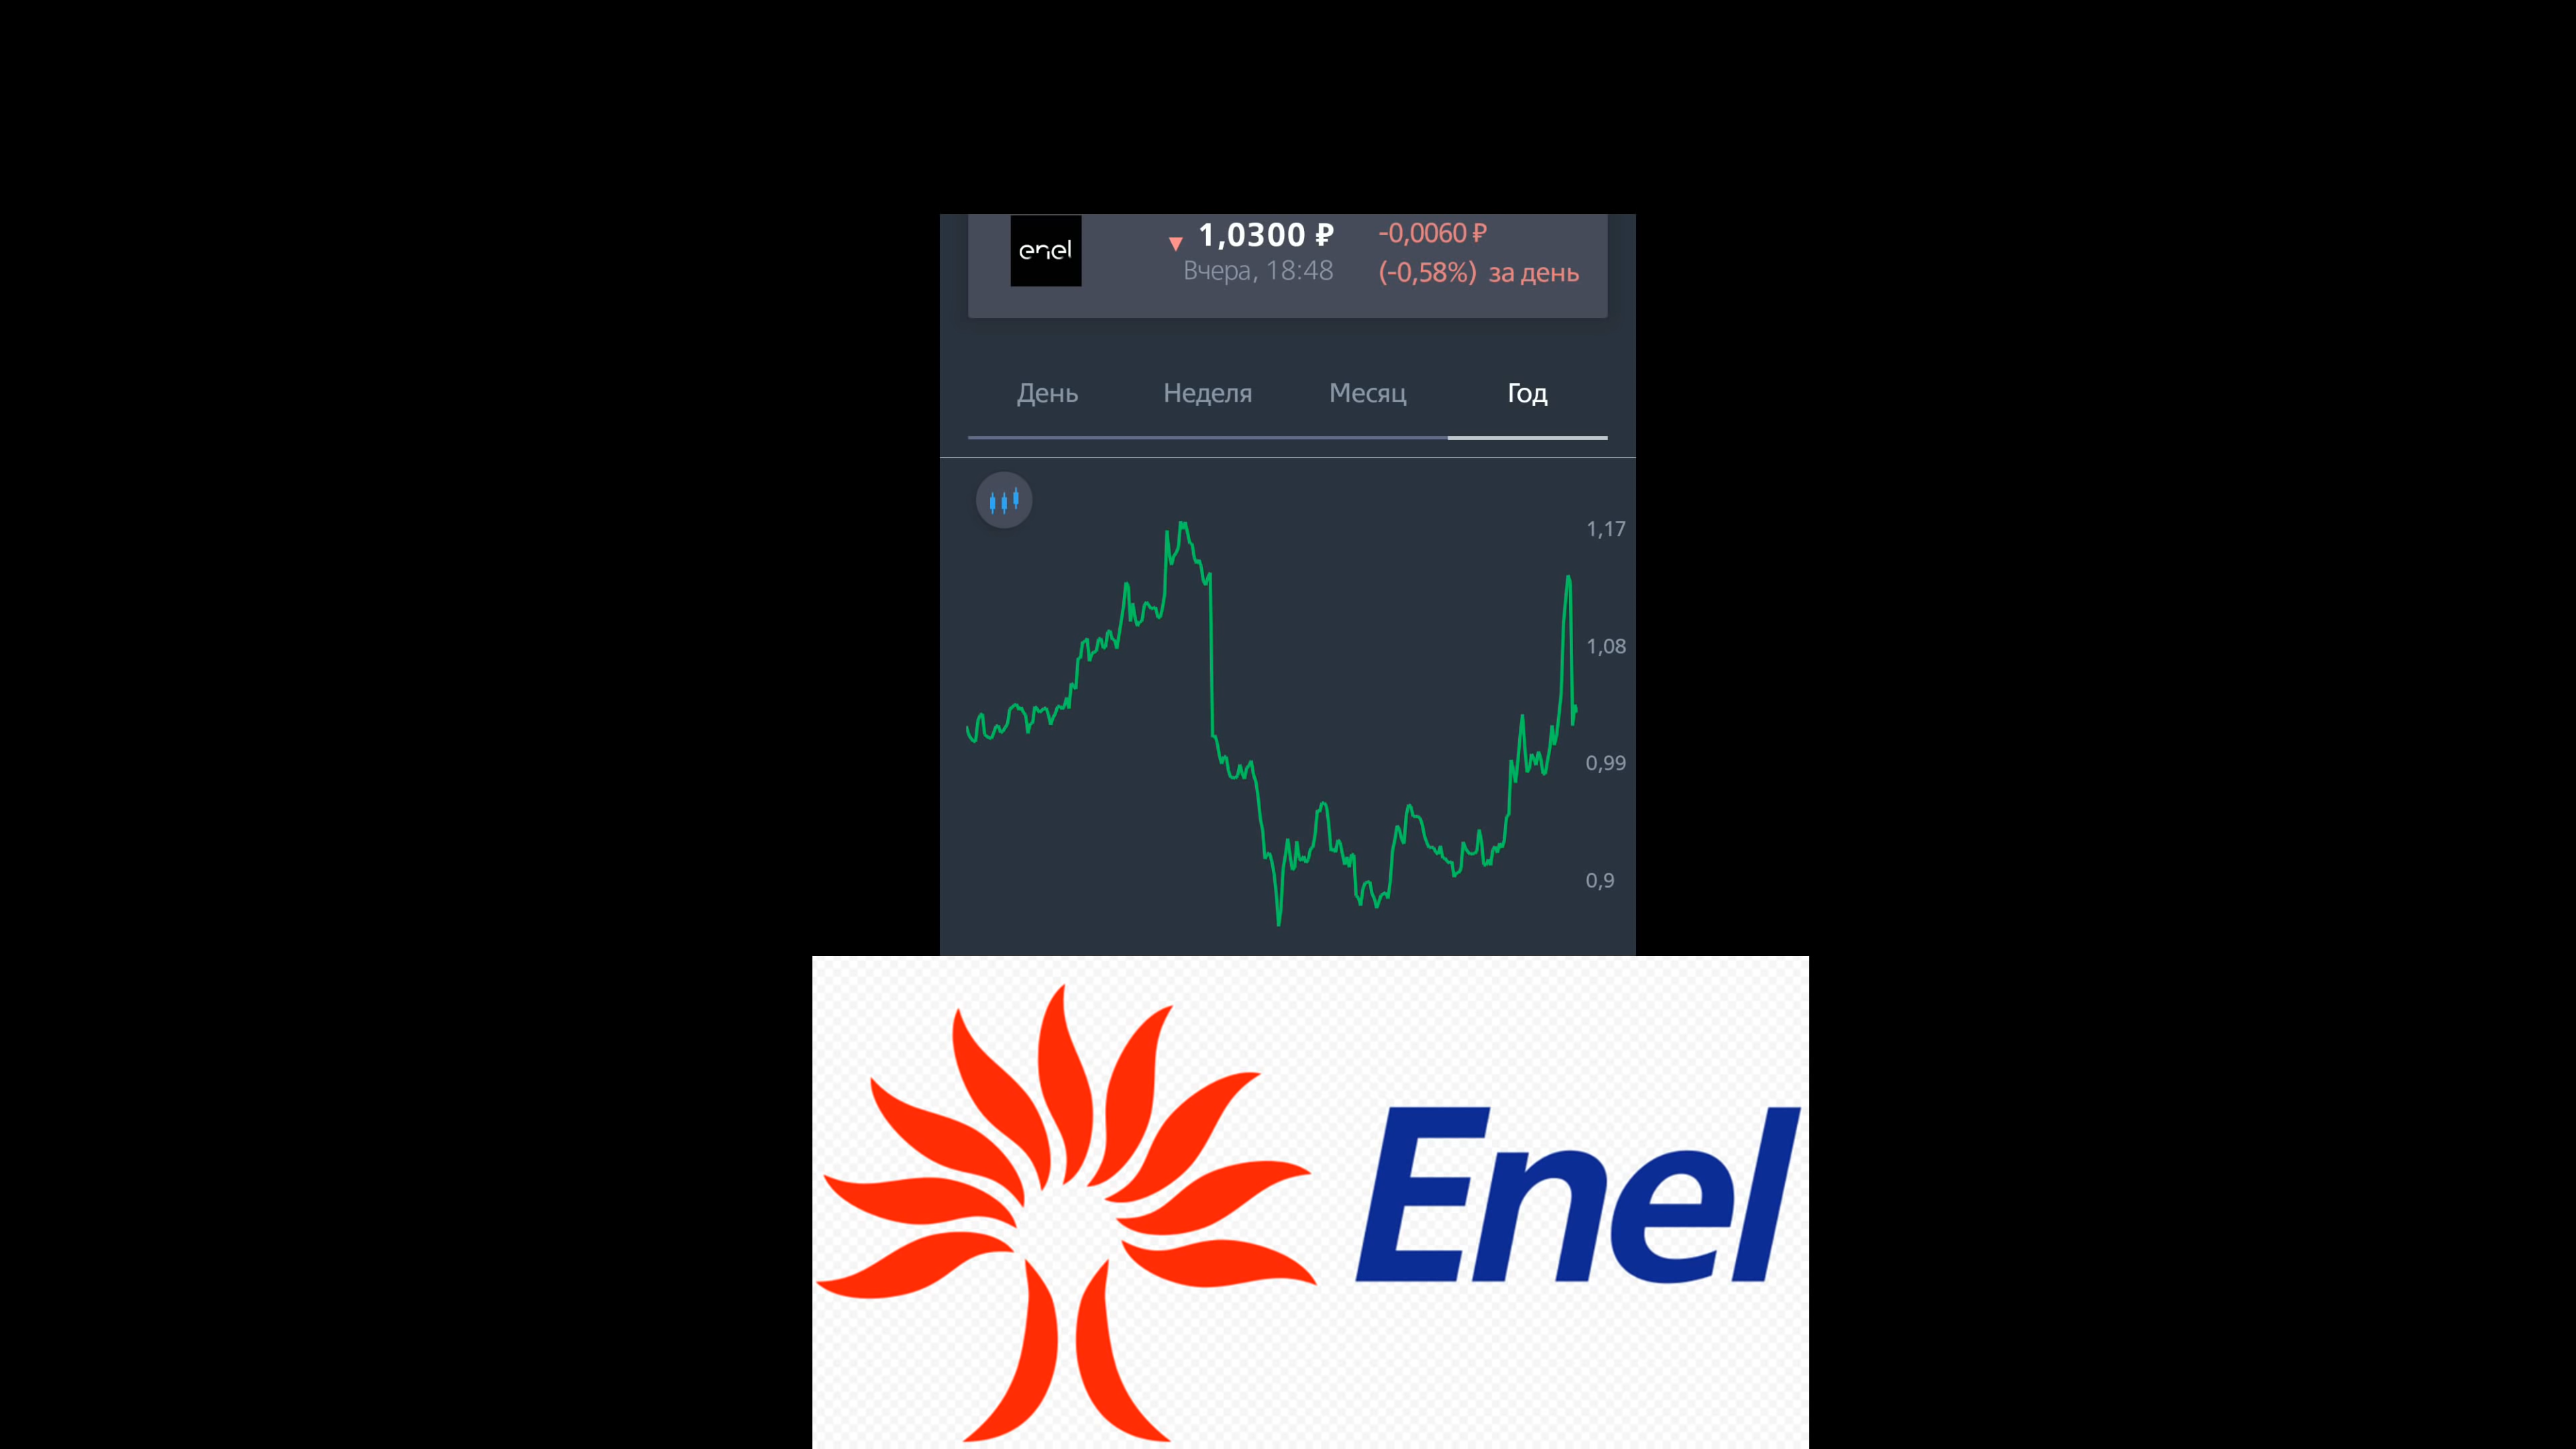 enel
1,0300 ₽
-0,0060 ₽
Вчера, 18:48
(-0,58%) за день
День Неделя Месяц Год
1,17
1,08
0,99
0,9
Enel